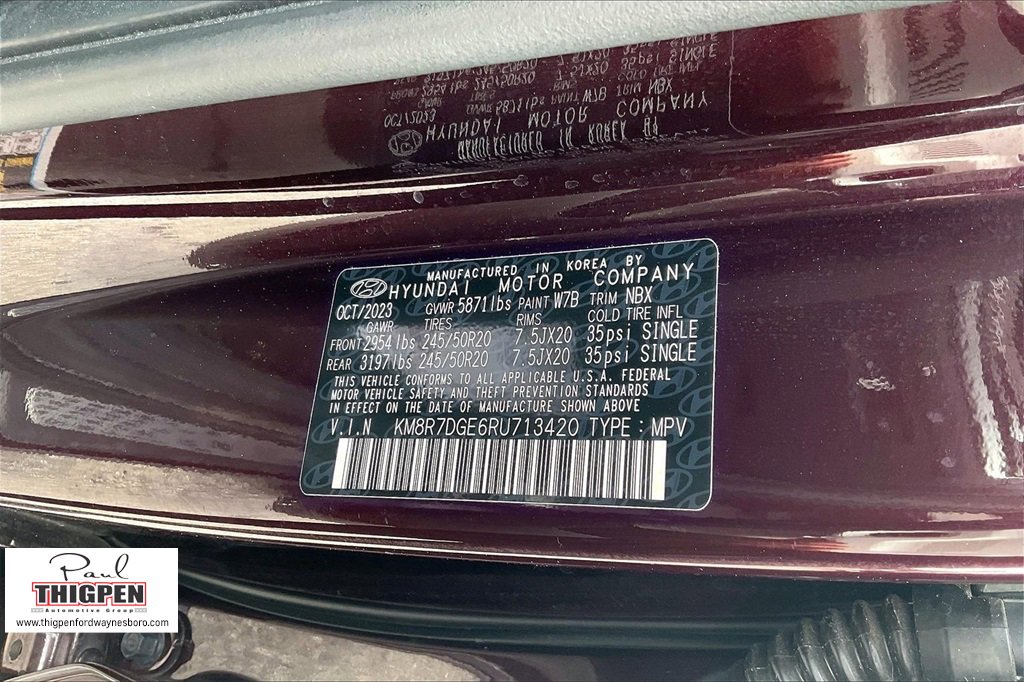 MANUFACTURED IN KOREA BY
HYUNDAI MOTOR COMPANY
OCT/2023 GVWR 5871lbs PAINT W7B TRIM NBX
GAWR TIRES RIMS COLD TIRE INFL
FRONT 2954lbs 245/50R20 7.5JX20 35psi SINGLE
REAR 3197lbs 245/50R20 7.5JX20 35psi SINGLE
THIS VEHICLE CONFORMS TO ALL APPLICABLE U.S.A. FEDERAL
MOTOR VEHICLE SAFETY AND THEFT PREVENTION STANDARDS
IN EFFECT ON THE DATE OF MANUFACTURE SHOWN ABOVE
V.I.N KM8R7DGE6RU713420 TYPE : MPV
Paul
THIGPEN
Automotive Group
www.thigpenfordwaynesboro.com